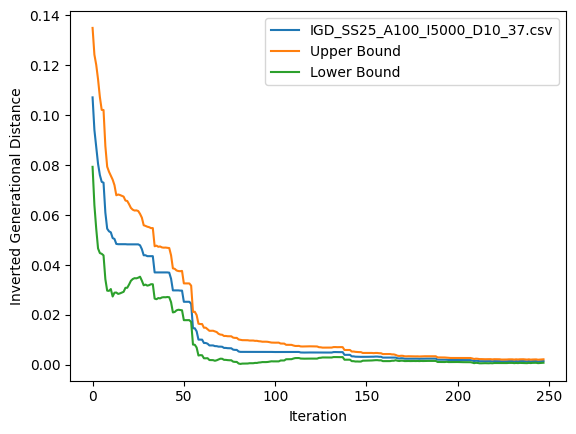 IGD_SS25_A100_I5000_D10_37.csv
Upper Bound
Lower Bound
Inverted Generational Distance
0.14
0.12
0.10
0.08
0.06
0.04
0.02
0.00
0
50
100
150
200
250
Iteration